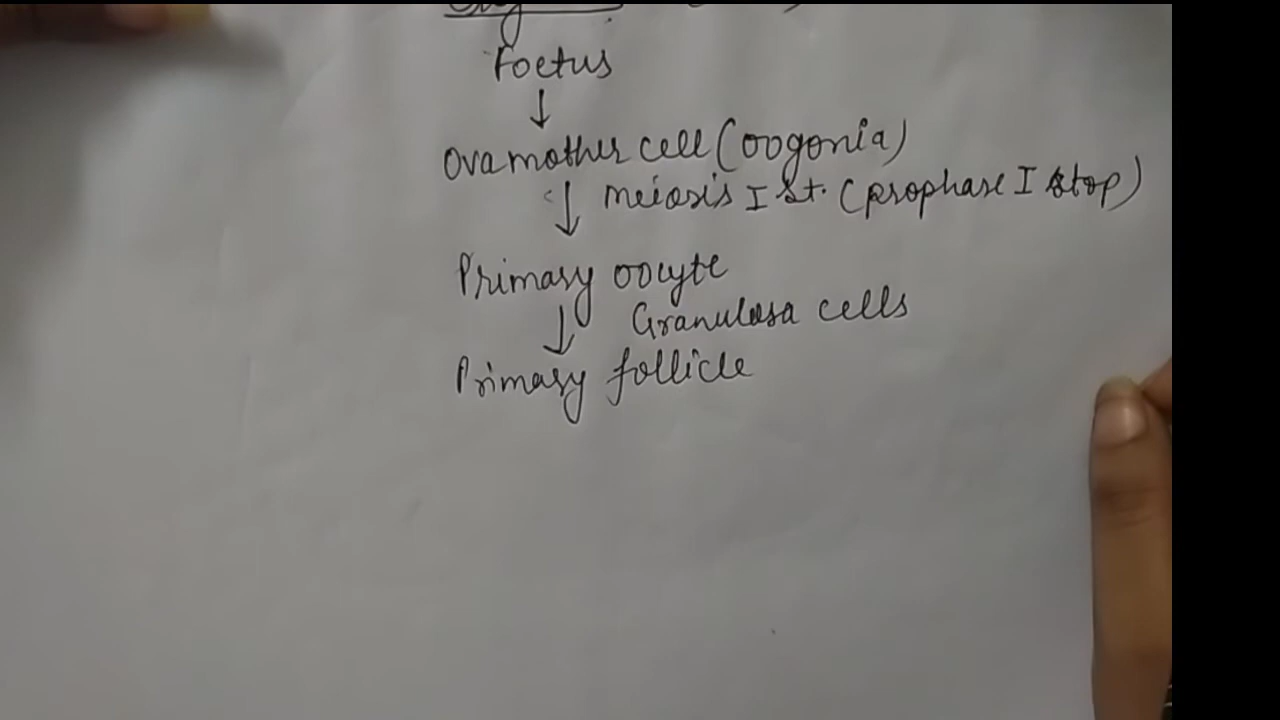 Foetus
↓
Ova mother cell (oogonia)
↓ meiosis I st. (prophase I stop)
Primary oocyte
↓ Granulosa cells
Primary follicle